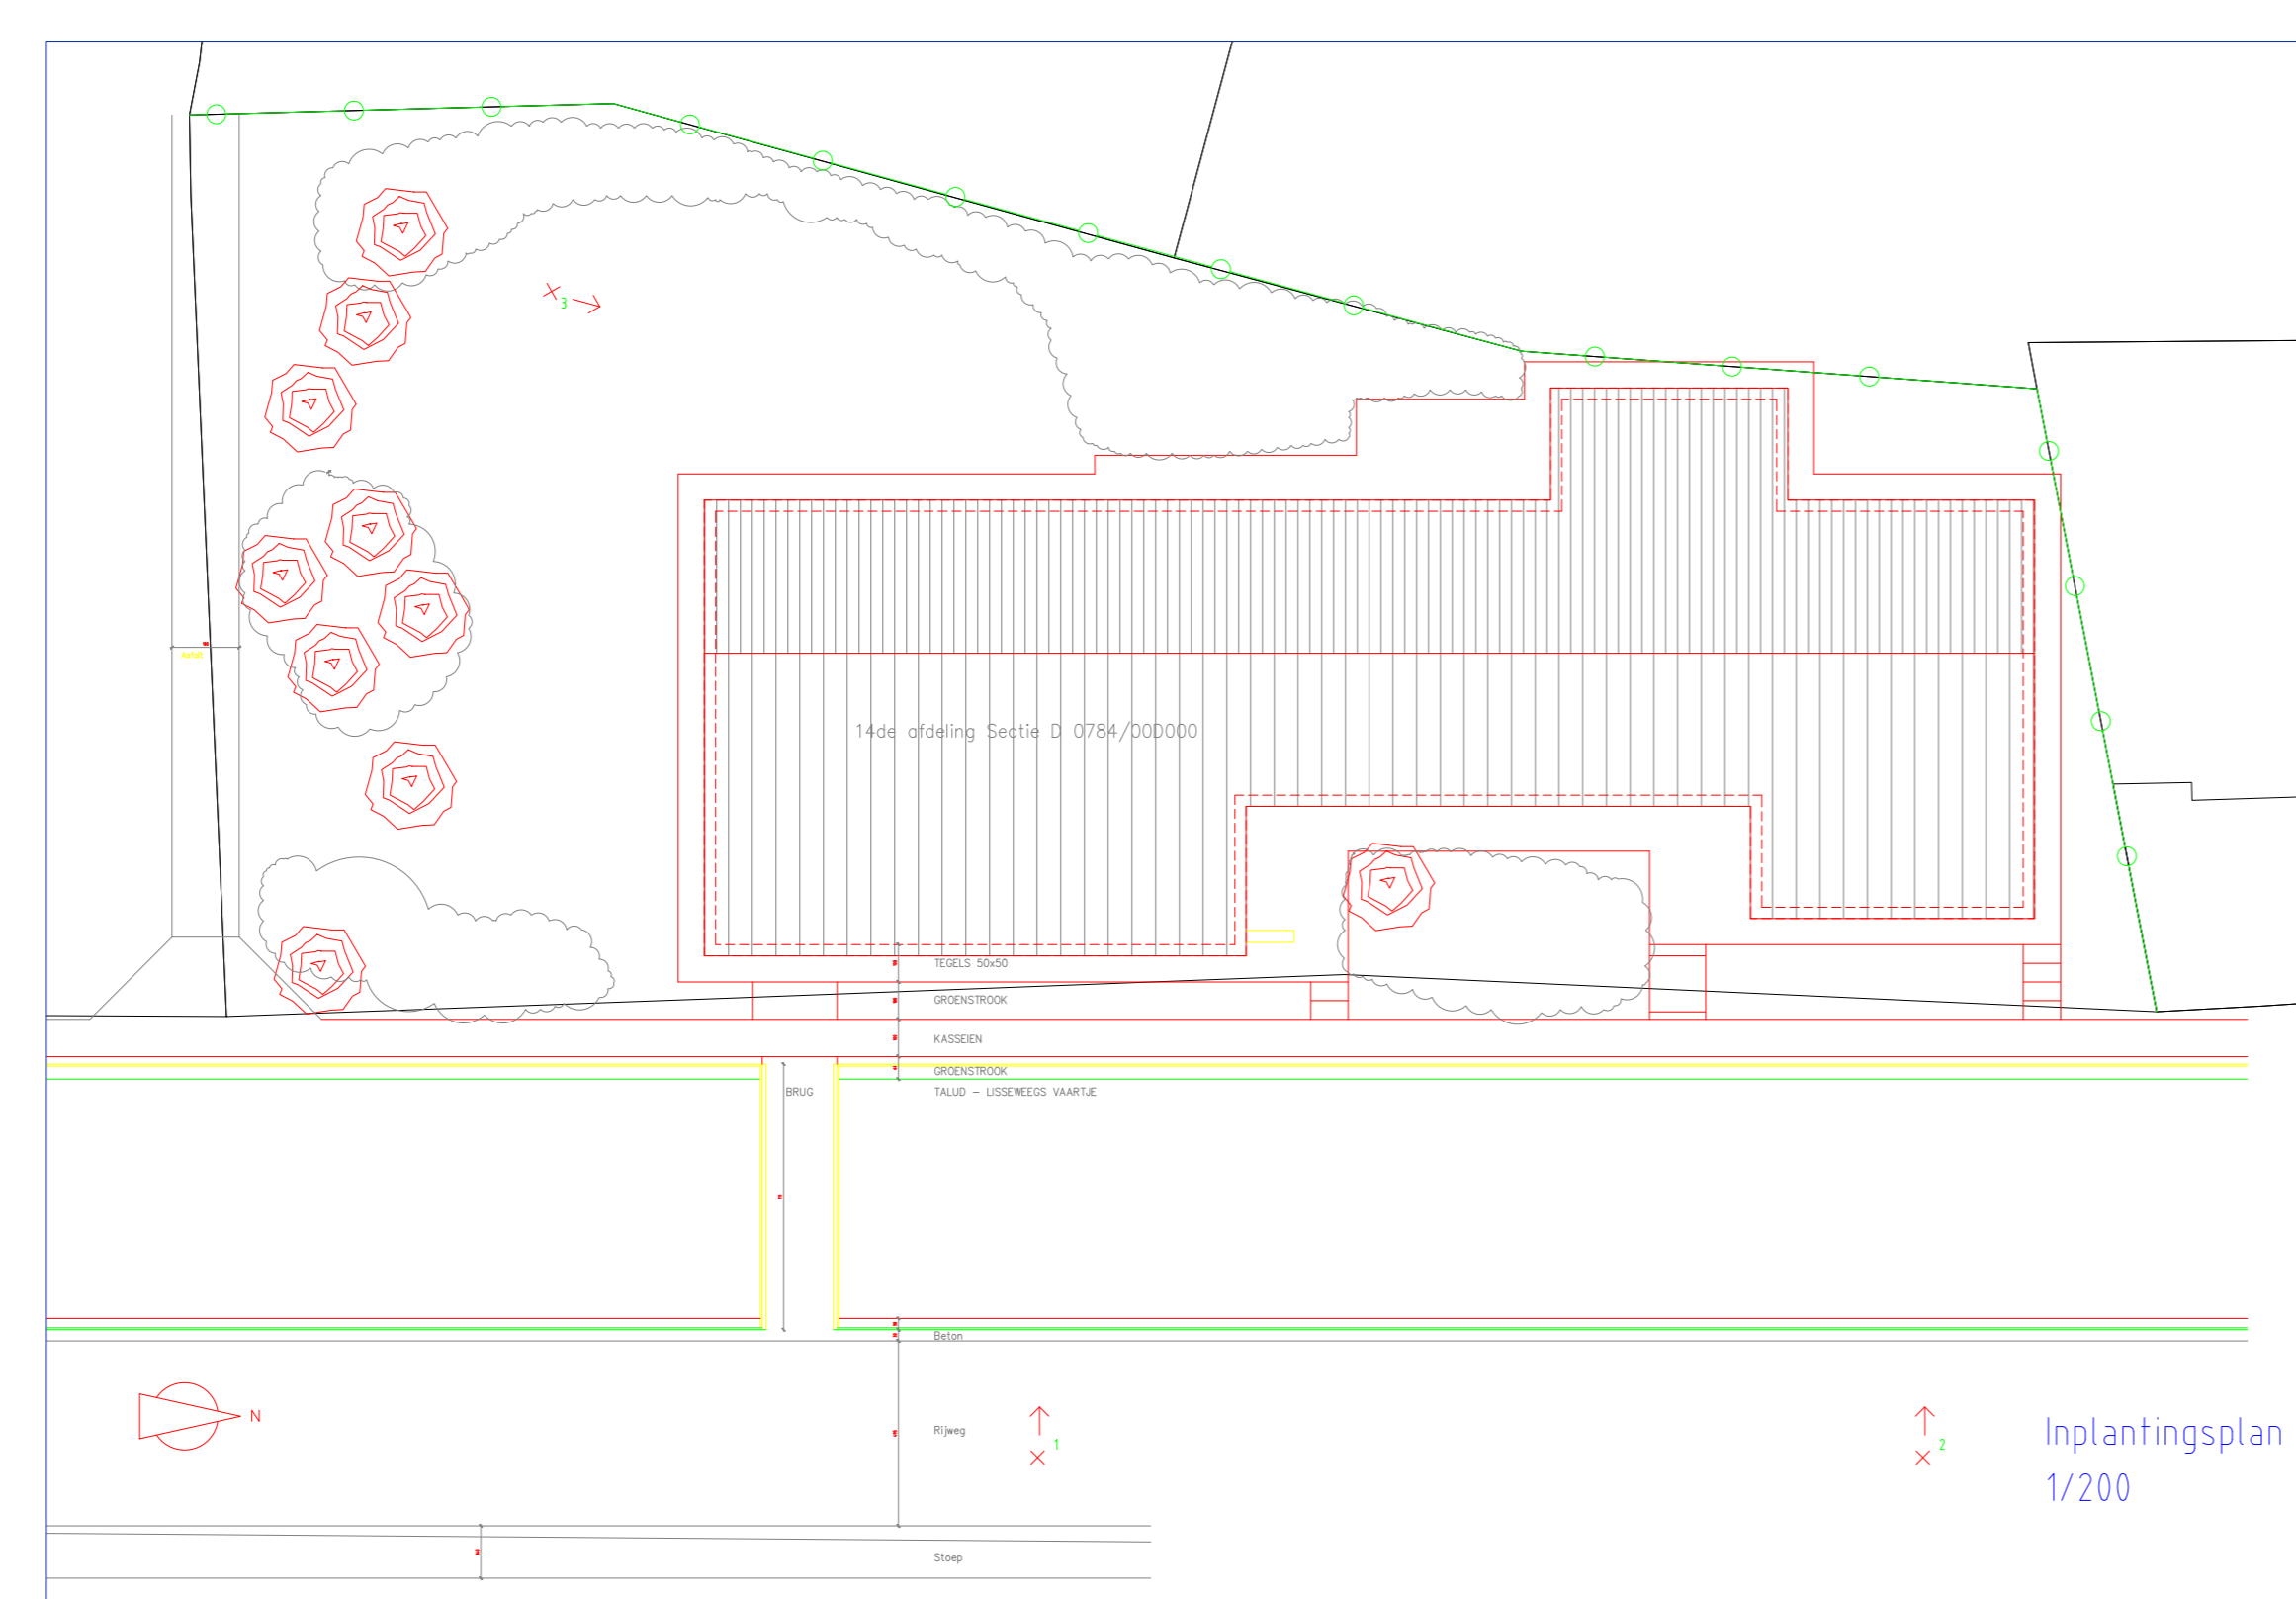 3
Asfalt
14de afdeling Sectie D 0784/00D000
TEGELS 50x50
GROENSTROOK
KASSEIEN
GROENSTROOK
BRUG
TALUD - LISSEWEEGS VAARTJE
Beton
N
Rijweg
1
2
Inplantingsplan
1/200
Stoep